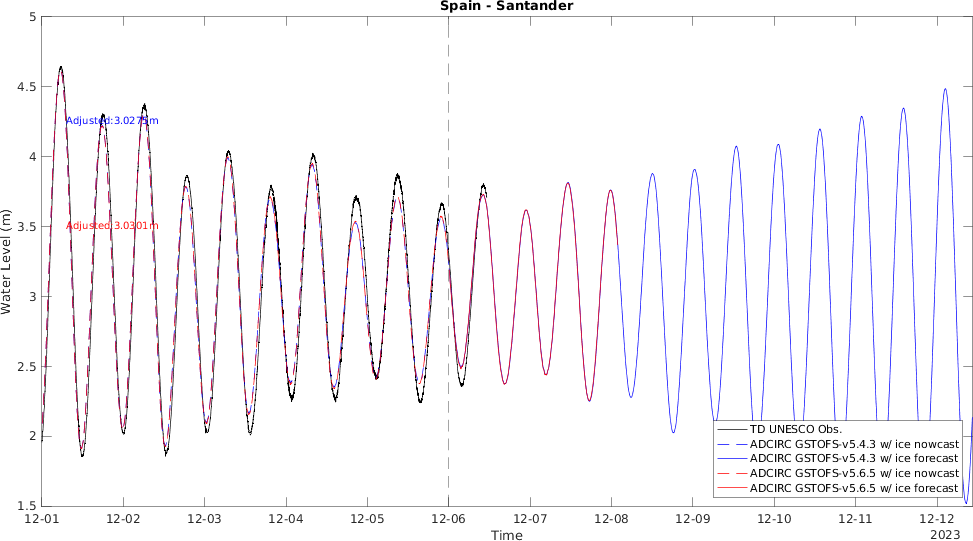 Spain - Santander
5
4.5
4
3.5
3
2.5
2
1.5
Water Level (m)
Adjusted:3.0275m
Adjusted:3.0301m
TD UNESCO Obs.
ADCIRC GSTOFS-v5.4.3 w/ ice nowcast
ADCIRC GSTOFS-v5.4.3 w/ ice forecast
ADCIRC GSTOFS-v5.6.5 w/ ice nowcast
ADCIRC GSTOFS-v5.6.5 w/ ice forecast
12-01 12-02 12-03 12-04 12-05 12-06 12-07 12-08 12-09 12-10 12-11 12-12
Time
2023